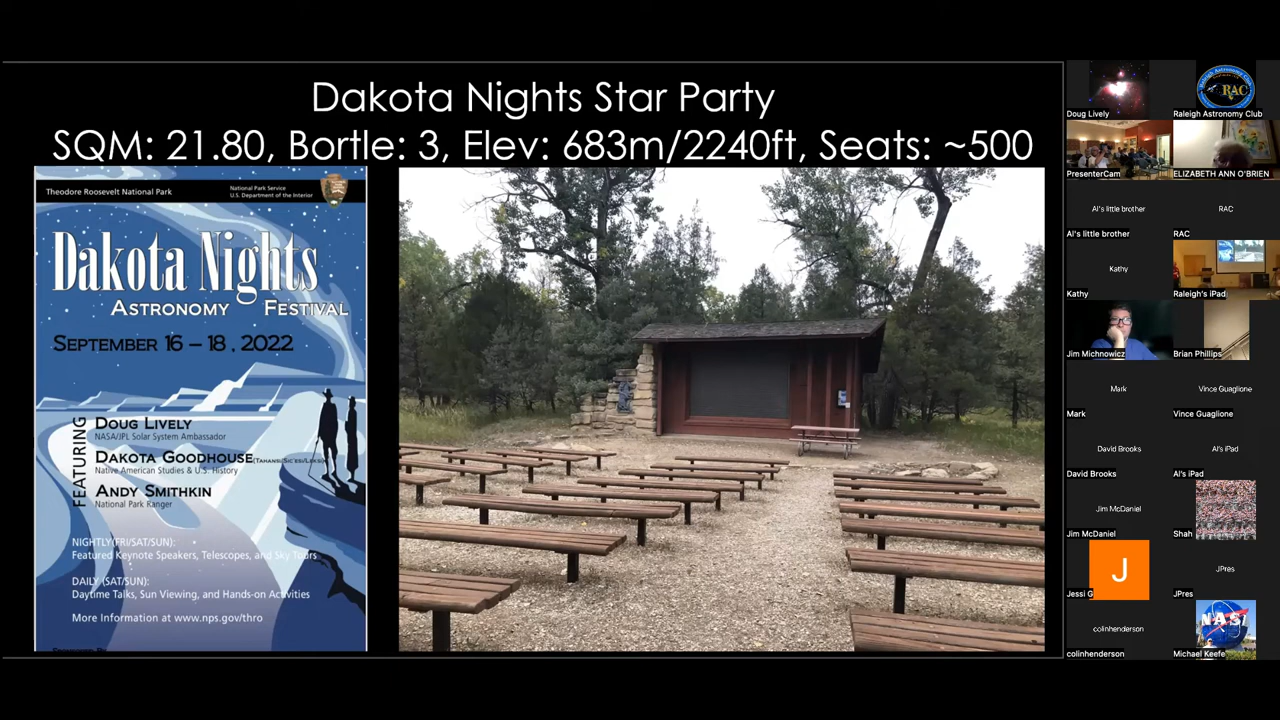 Dakota Nights Star Party
SQM: 21.80, Bortle: 3, Elev: 683m/2240ft, Seats: ~500
Theodore Roosevelt National Park
National Park Service
U.S. Department of the Interior
Dakota Nights
ASTRONOMY FESTIVAL
SEPTEMBER 16 – 18, 2022
FEATURING
DOUG LIVELY
NASA/JPL Solar System Ambassador
DAKOTA GOODHOUSE
Native American Studies & U.S. History
ANDY SMITHKIN
National Park Ranger
NIGHTLY(FRI/SAT/SUN):
Featured Keynote Speakers, Telescopes, and Sky Tours
DAILY (SAT/SUN):
Daytime Talks, Sun Viewing, and Hands-on Activities
More Information at www.nps.gov/thro
Doug Lively
RAC
Raleigh Astronomy Club
PresenterCam
ELIZABETH ANN O'BRIEN
Al's little brother
RAC
Al's little brother
RAC
Kathy
Kathy
Raleigh's iPad
Jim Michnowicz
Brian Phillips
Mark
Vince Guaglione
Mark
Vince Guaglione
David Brooks
Al's iPad
David Brooks
Al's iPad
Jim McDaniel
Jim McDaniel
Shah
J
JPres
Jessi G
JPres
colinhenderson
NASA
colinhenderson
Michael Keefe